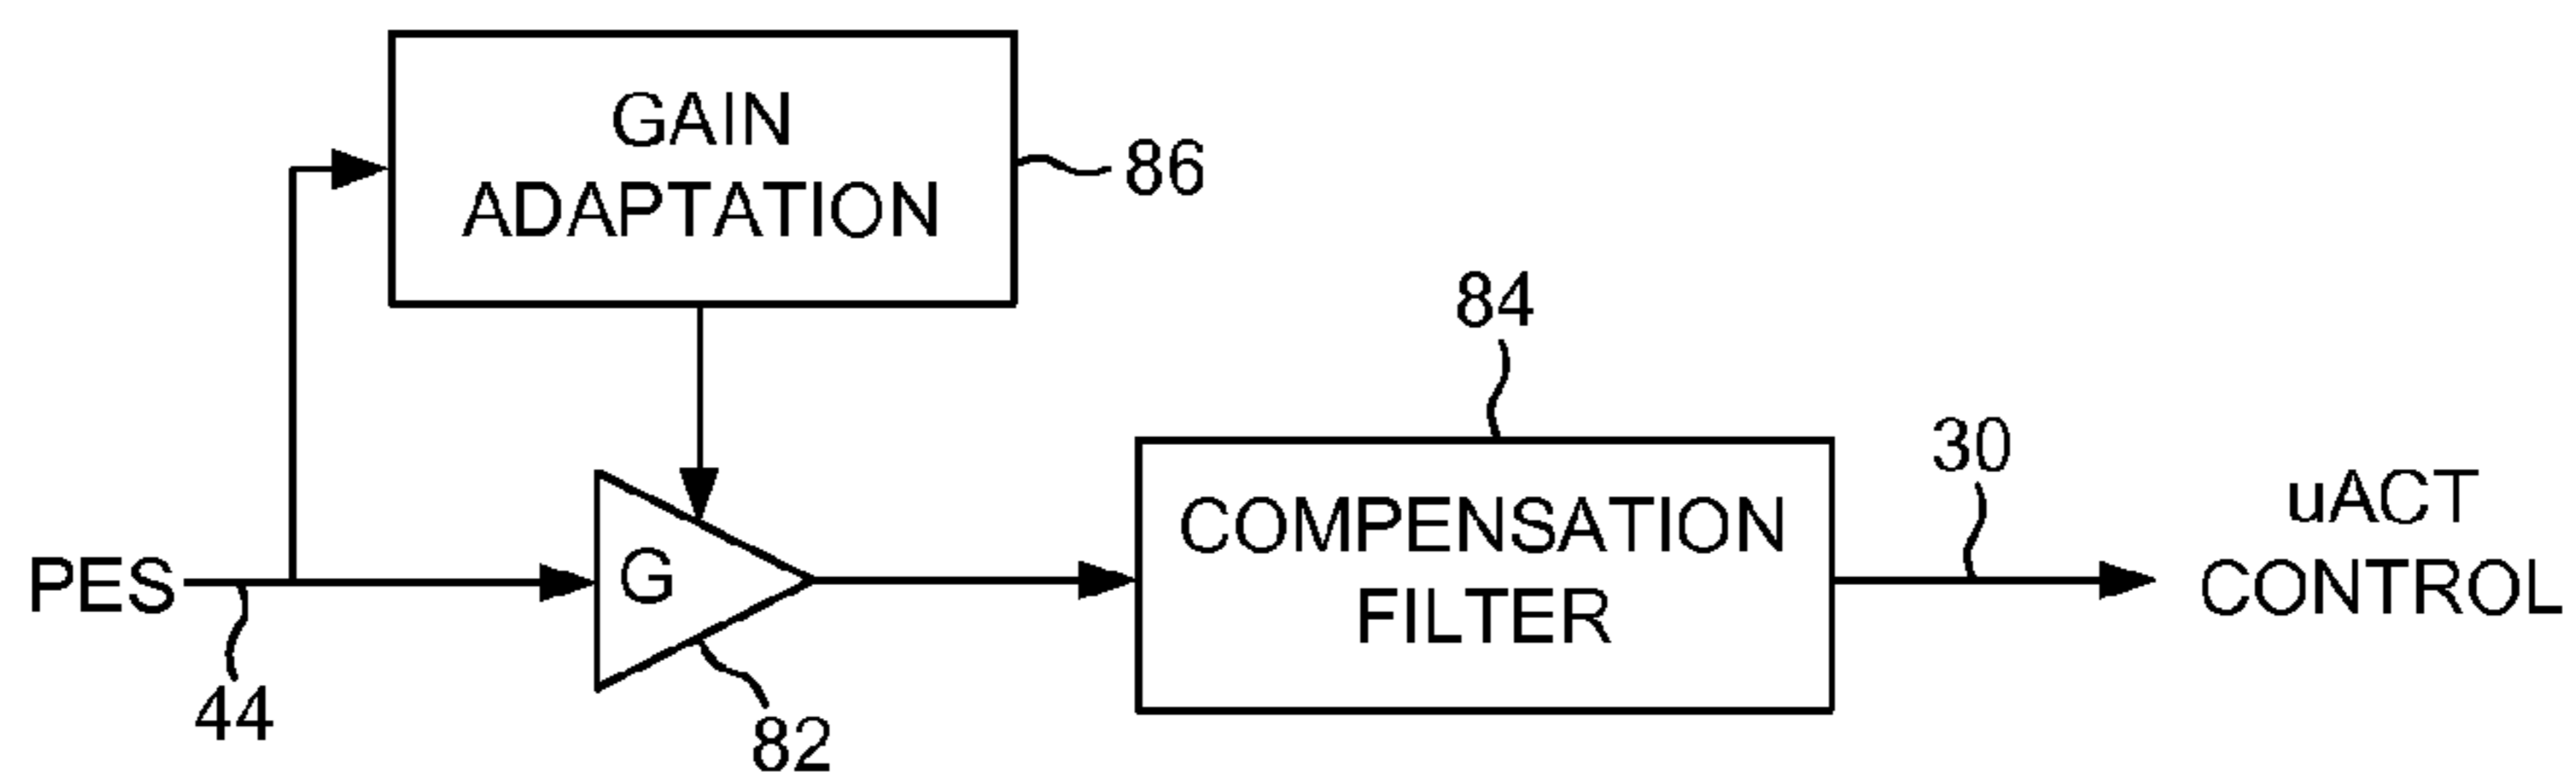 GAIN
ADAPTATION
86
84
30
uACT
CONTROL
COMPENSATION
FILTER
PES
G
44
82